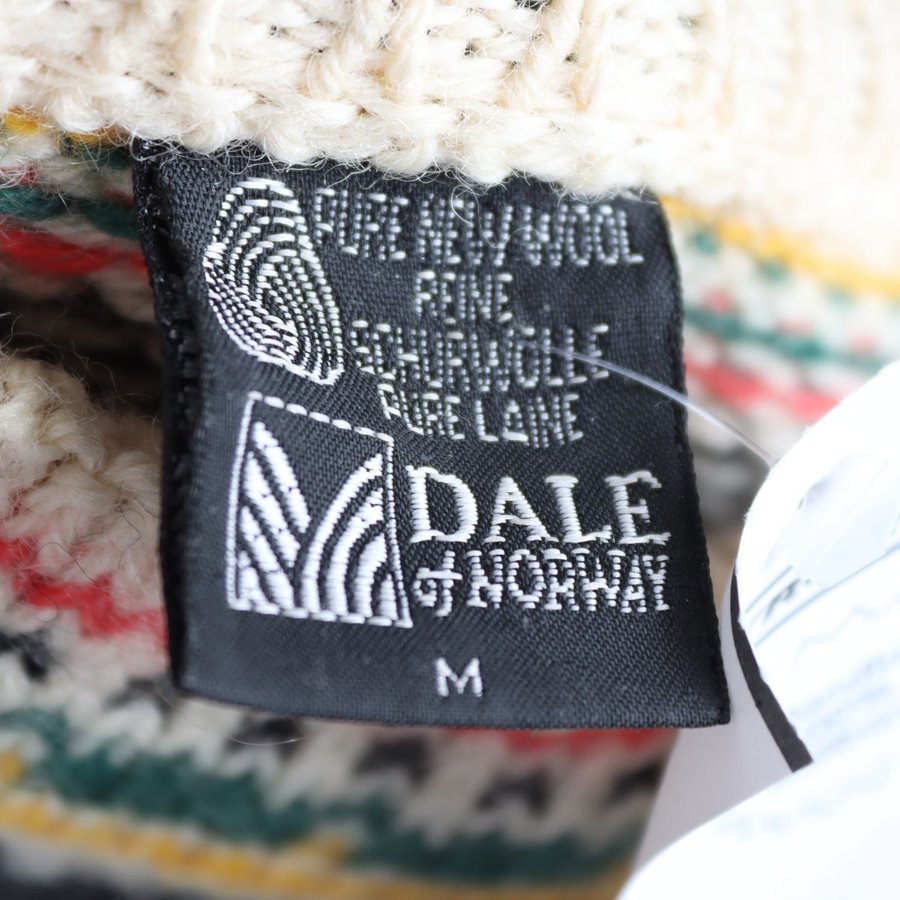 PURE NEW WOOL
REINE
SCHURWOLLE
PURE LAINE
DALE
of NORWAY
M